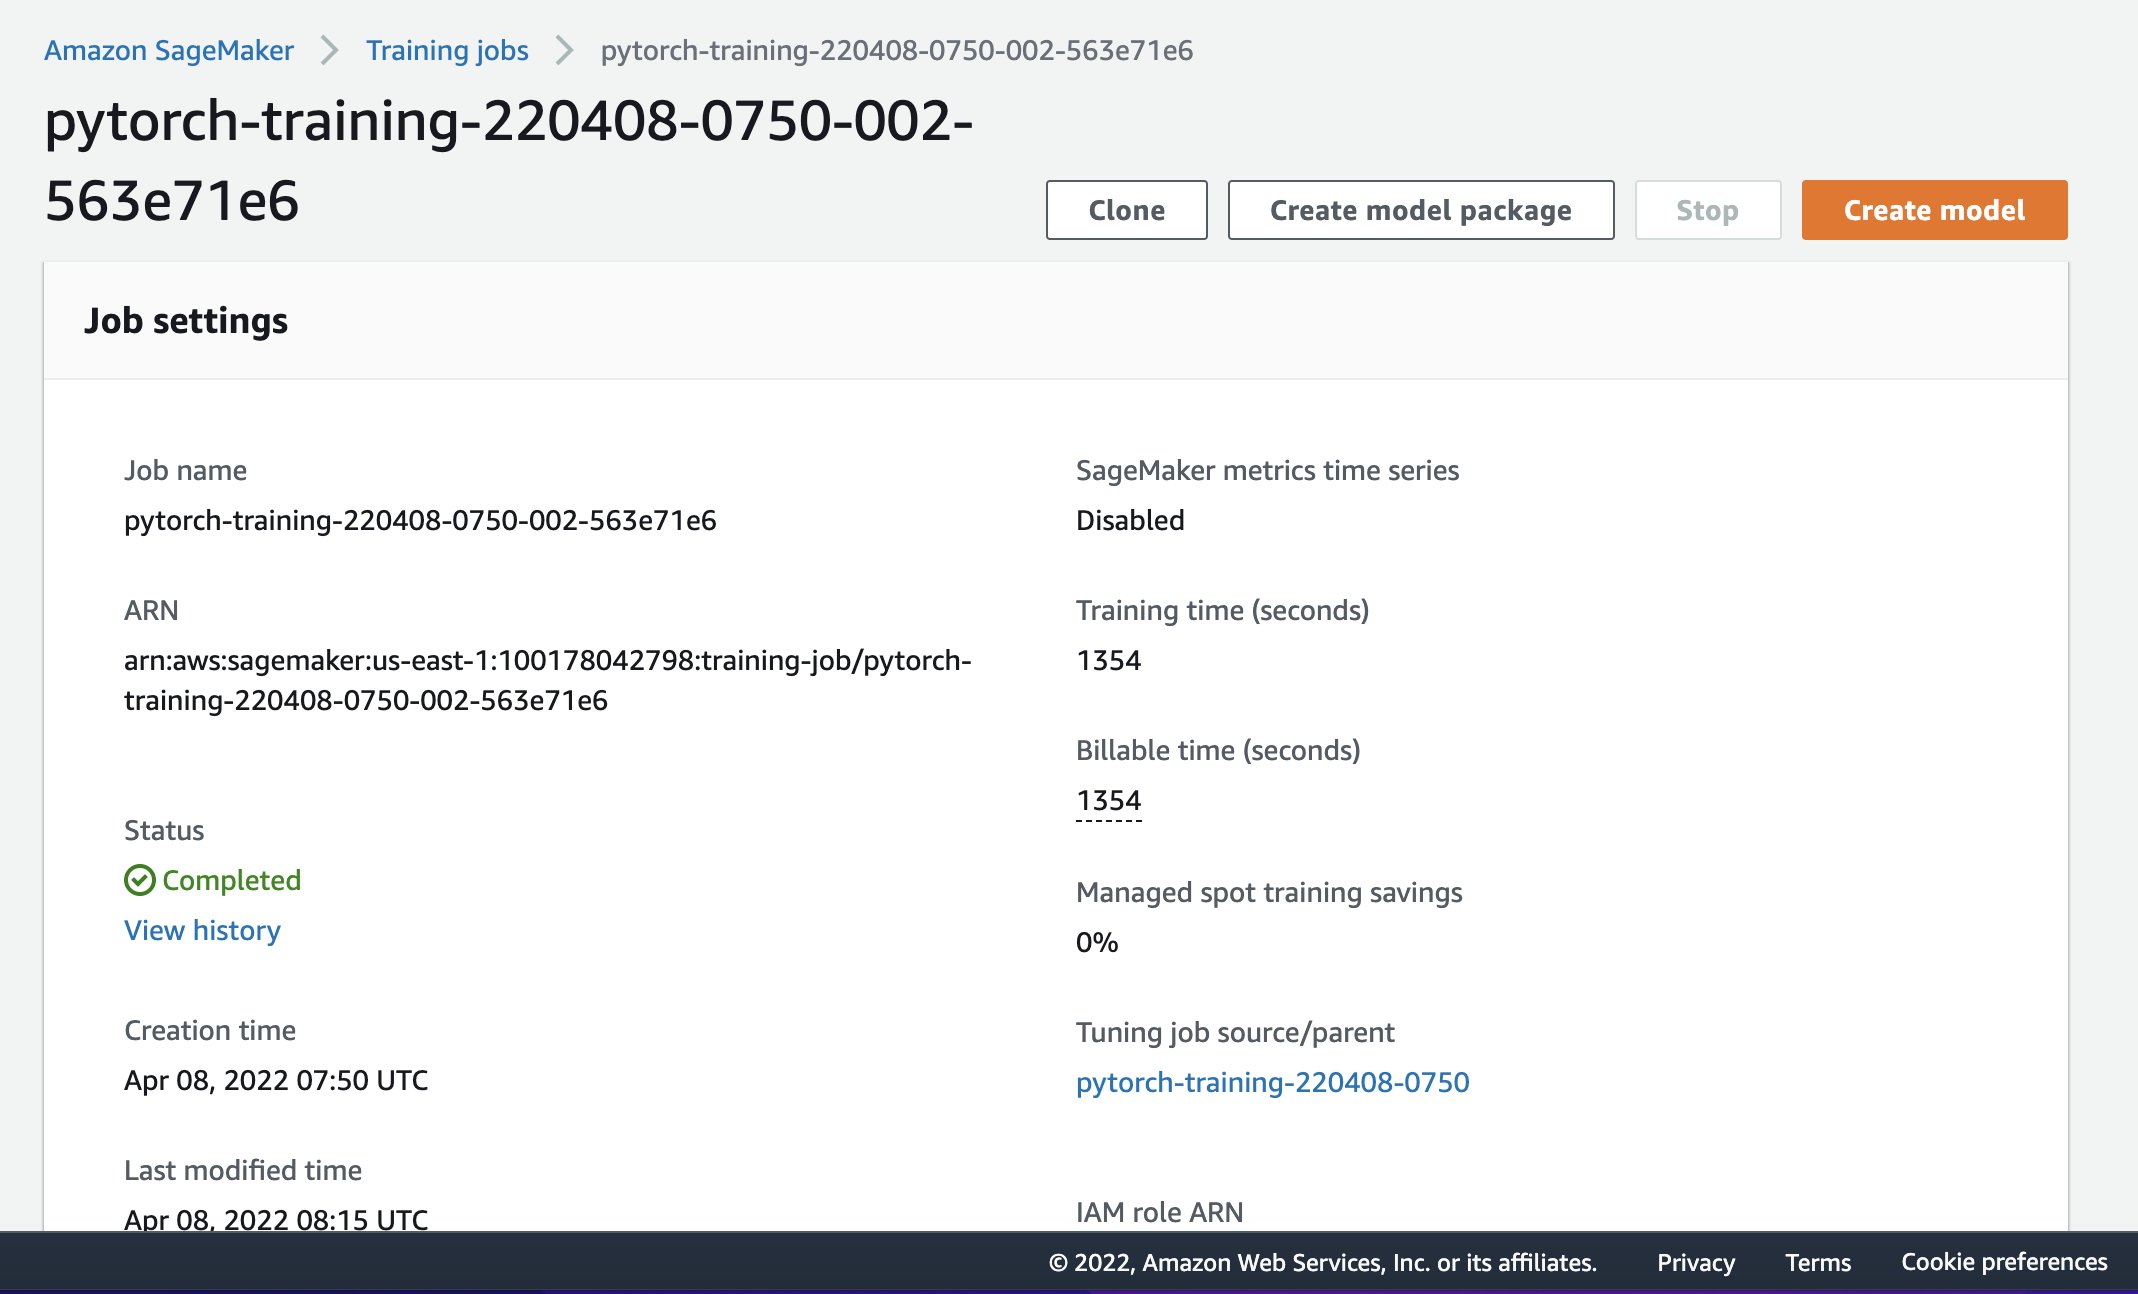 Amazon SageMaker
Training jobs
pytorch-training-220408-0750-002-563e71e6
pytorch-training-220408-0750-002-
563e71e6
Clone
Create model package
Stop
Create model
Job settings
Job name
pytorch-training-220408-0750-002-563e71e6
ARN
arn:aws:sagemaker:us-east-1:100178042798:training-job/pytorch-
training-220408-0750-002-563e71e6
Status
Completed
View history
Creation time
Apr 08, 2022 07:50 UTC
Last modified time
Apr 08, 2022 08:15 UTC
SageMaker metrics time series
Disabled
Training time (seconds)
1354
Billable time (seconds)
1354
Managed spot training savings
0%
Tuning job source/parent
pytorch-training-220408-0750
IAM role ARN
© 2022, Amazon Web Services, Inc. or its affiliates.
Privacy
Terms
Cookie preferences